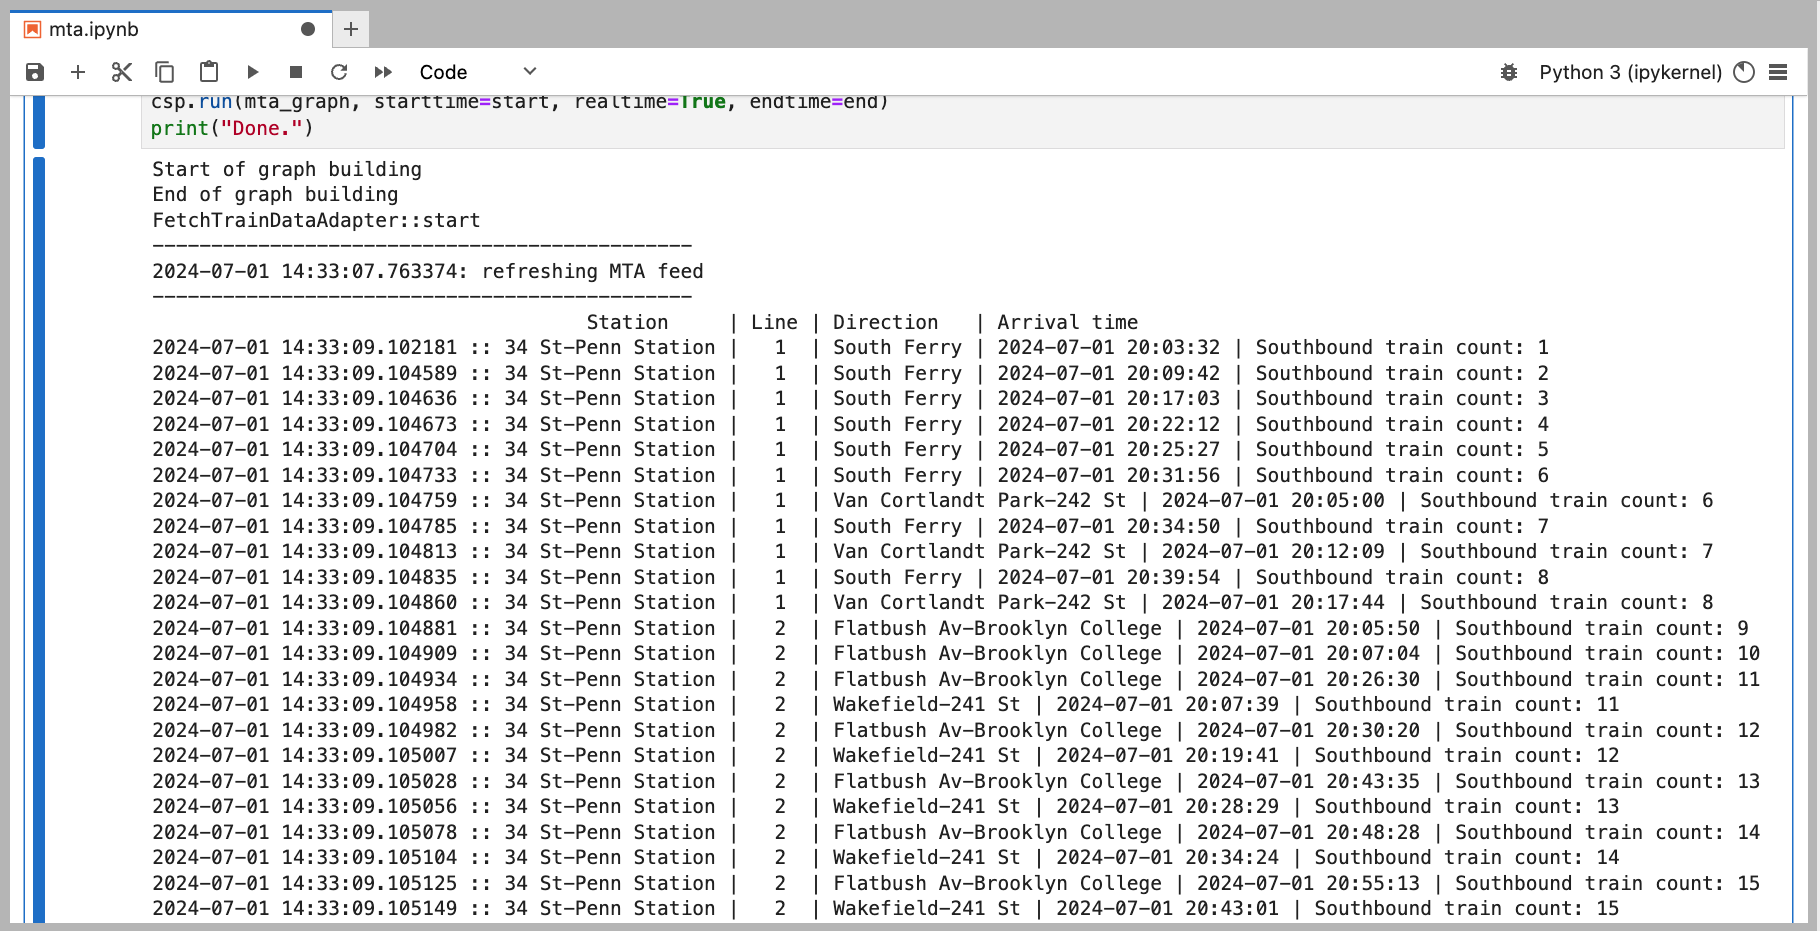 mta.ipynb
Code Python 3 (ipykernel)
csp.run(mta_graph, starttime=start, realtime=True, endtime=end)
print("Done.")
Start of graph building
End of graph building
FetchTrainDataAdapter::start
----------------------------------------------
2024-07-01 14:33:07.763374: refreshing MTA feed
----------------------------------------------
Station | Line | Direction | Arrival time
2024-07-01 14:33:09.102181 :: 34 St-Penn Station | 1 | South Ferry | 2024-07-01 20:03:32 | Southbound train count: 1
2024-07-01 14:33:09.104589 :: 34 St-Penn Station | 1 | South Ferry | 2024-07-01 20:09:42 | Southbound train count: 2
2024-07-01 14:33:09.104636 :: 34 St-Penn Station | 1 | South Ferry | 2024-07-01 20:17:03 | Southbound train count: 3
2024-07-01 14:33:09.104673 :: 34 St-Penn Station | 1 | South Ferry | 2024-07-01 20:22:12 | Southbound train count: 4
2024-07-01 14:33:09.104704 :: 34 St-Penn Station | 1 | South Ferry | 2024-07-01 20:25:27 | Southbound train count: 5
2024-07-01 14:33:09.104733 :: 34 St-Penn Station | 1 | South Ferry | 2024-07-01 20:31:56 | Southbound train count: 6
2024-07-01 14:33:09.104759 :: 34 St-Penn Station | 1 | Van Cortlandt Park-242 St | 2024-07-01 20:05:00 | Southbound train count: 6
2024-07-01 14:33:09.104785 :: 34 St-Penn Station | 1 | South Ferry | 2024-07-01 20:34:50 | Southbound train count: 7
2024-07-01 14:33:09.104813 :: 34 St-Penn Station | 1 | Van Cortlandt Park-242 St | 2024-07-01 20:12:09 | Southbound train count: 7
2024-07-01 14:33:09.104835 :: 34 St-Penn Station | 1 | South Ferry | 2024-07-01 20:39:54 | Southbound train count: 8
2024-07-01 14:33:09.104860 :: 34 St-Penn Station | 1 | Van Cortlandt Park-242 St | 2024-07-01 20:17:44 | Southbound train count: 8
2024-07-01 14:33:09.104881 :: 34 St-Penn Station | 2 | Flatbush Av-Brooklyn College | 2024-07-01 20:05:50 | Southbound train count: 9
2024-07-01 14:33:09.104909 :: 34 St-Penn Station | 2 | Flatbush Av-Brooklyn College | 2024-07-01 20:07:04 | Southbound train count: 10
2024-07-01 14:33:09.104934 :: 34 St-Penn Station | 2 | Flatbush Av-Brooklyn College | 2024-07-01 20:26:30 | Southbound train count: 11
2024-07-01 14:33:09.104958 :: 34 St-Penn Station | 2 | Wakefield-241 St | 2024-07-01 20:07:39 | Southbound train count: 11
2024-07-01 14:33:09.104982 :: 34 St-Penn Station | 2 | Flatbush Av-Brooklyn College | 2024-07-01 20:30:20 | Southbound train count: 12
2024-07-01 14:33:09.105007 :: 34 St-Penn Station | 2 | Wakefield-241 St | 2024-07-01 20:19:41 | Southbound train count: 12
2024-07-01 14:33:09.105028 :: 34 St-Penn Station | 2 | Flatbush Av-Brooklyn College | 2024-07-01 20:43:35 | Southbound train count: 13
2024-07-01 14:33:09.105056 :: 34 St-Penn Station | 2 | Wakefield-241 St | 2024-07-01 20:28:29 | Southbound train count: 13
2024-07-01 14:33:09.105078 :: 34 St-Penn Station | 2 | Flatbush Av-Brooklyn College | 2024-07-01 20:48:28 | Southbound train count: 14
2024-07-01 14:33:09.105104 :: 34 St-Penn Station | 2 | Wakefield-241 St | 2024-07-01 20:34:24 | Southbound train count: 14
2024-07-01 14:33:09.105125 :: 34 St-Penn Station | 2 | Flatbush Av-Brooklyn College | 2024-07-01 20:55:13 | Southbound train count: 15
2024-07-01 14:33:09.105149 :: 34 St-Penn Station | 2 | Wakefield-241 St | 2024-07-01 20:43:01 | Southbound train count: 15